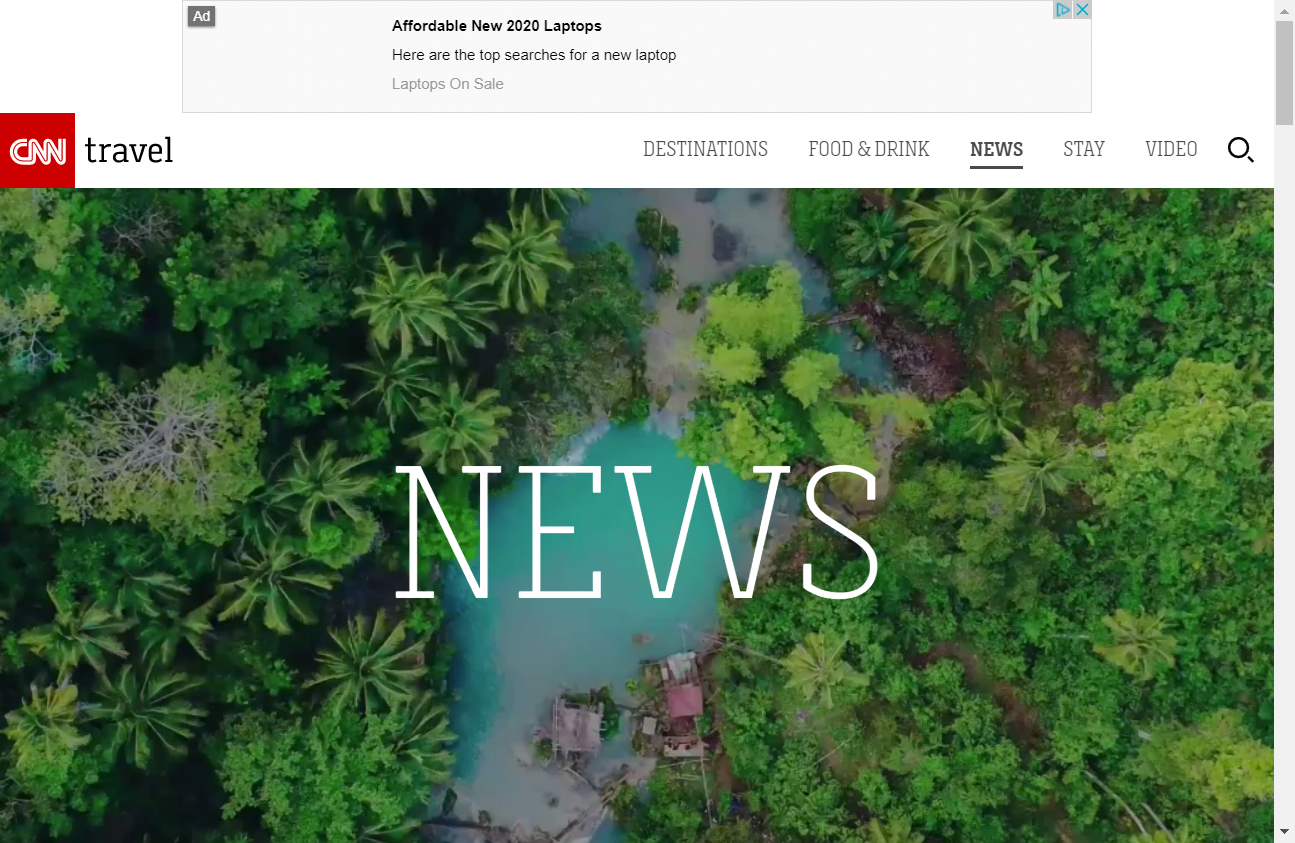 Ad
Affordable New 2020 Laptops
Here are the top searches for a new laptop
Laptops On Sale
CNN travel
DESTINATIONS FOOD & DRINK NEWS STAY VIDEO
NEWS